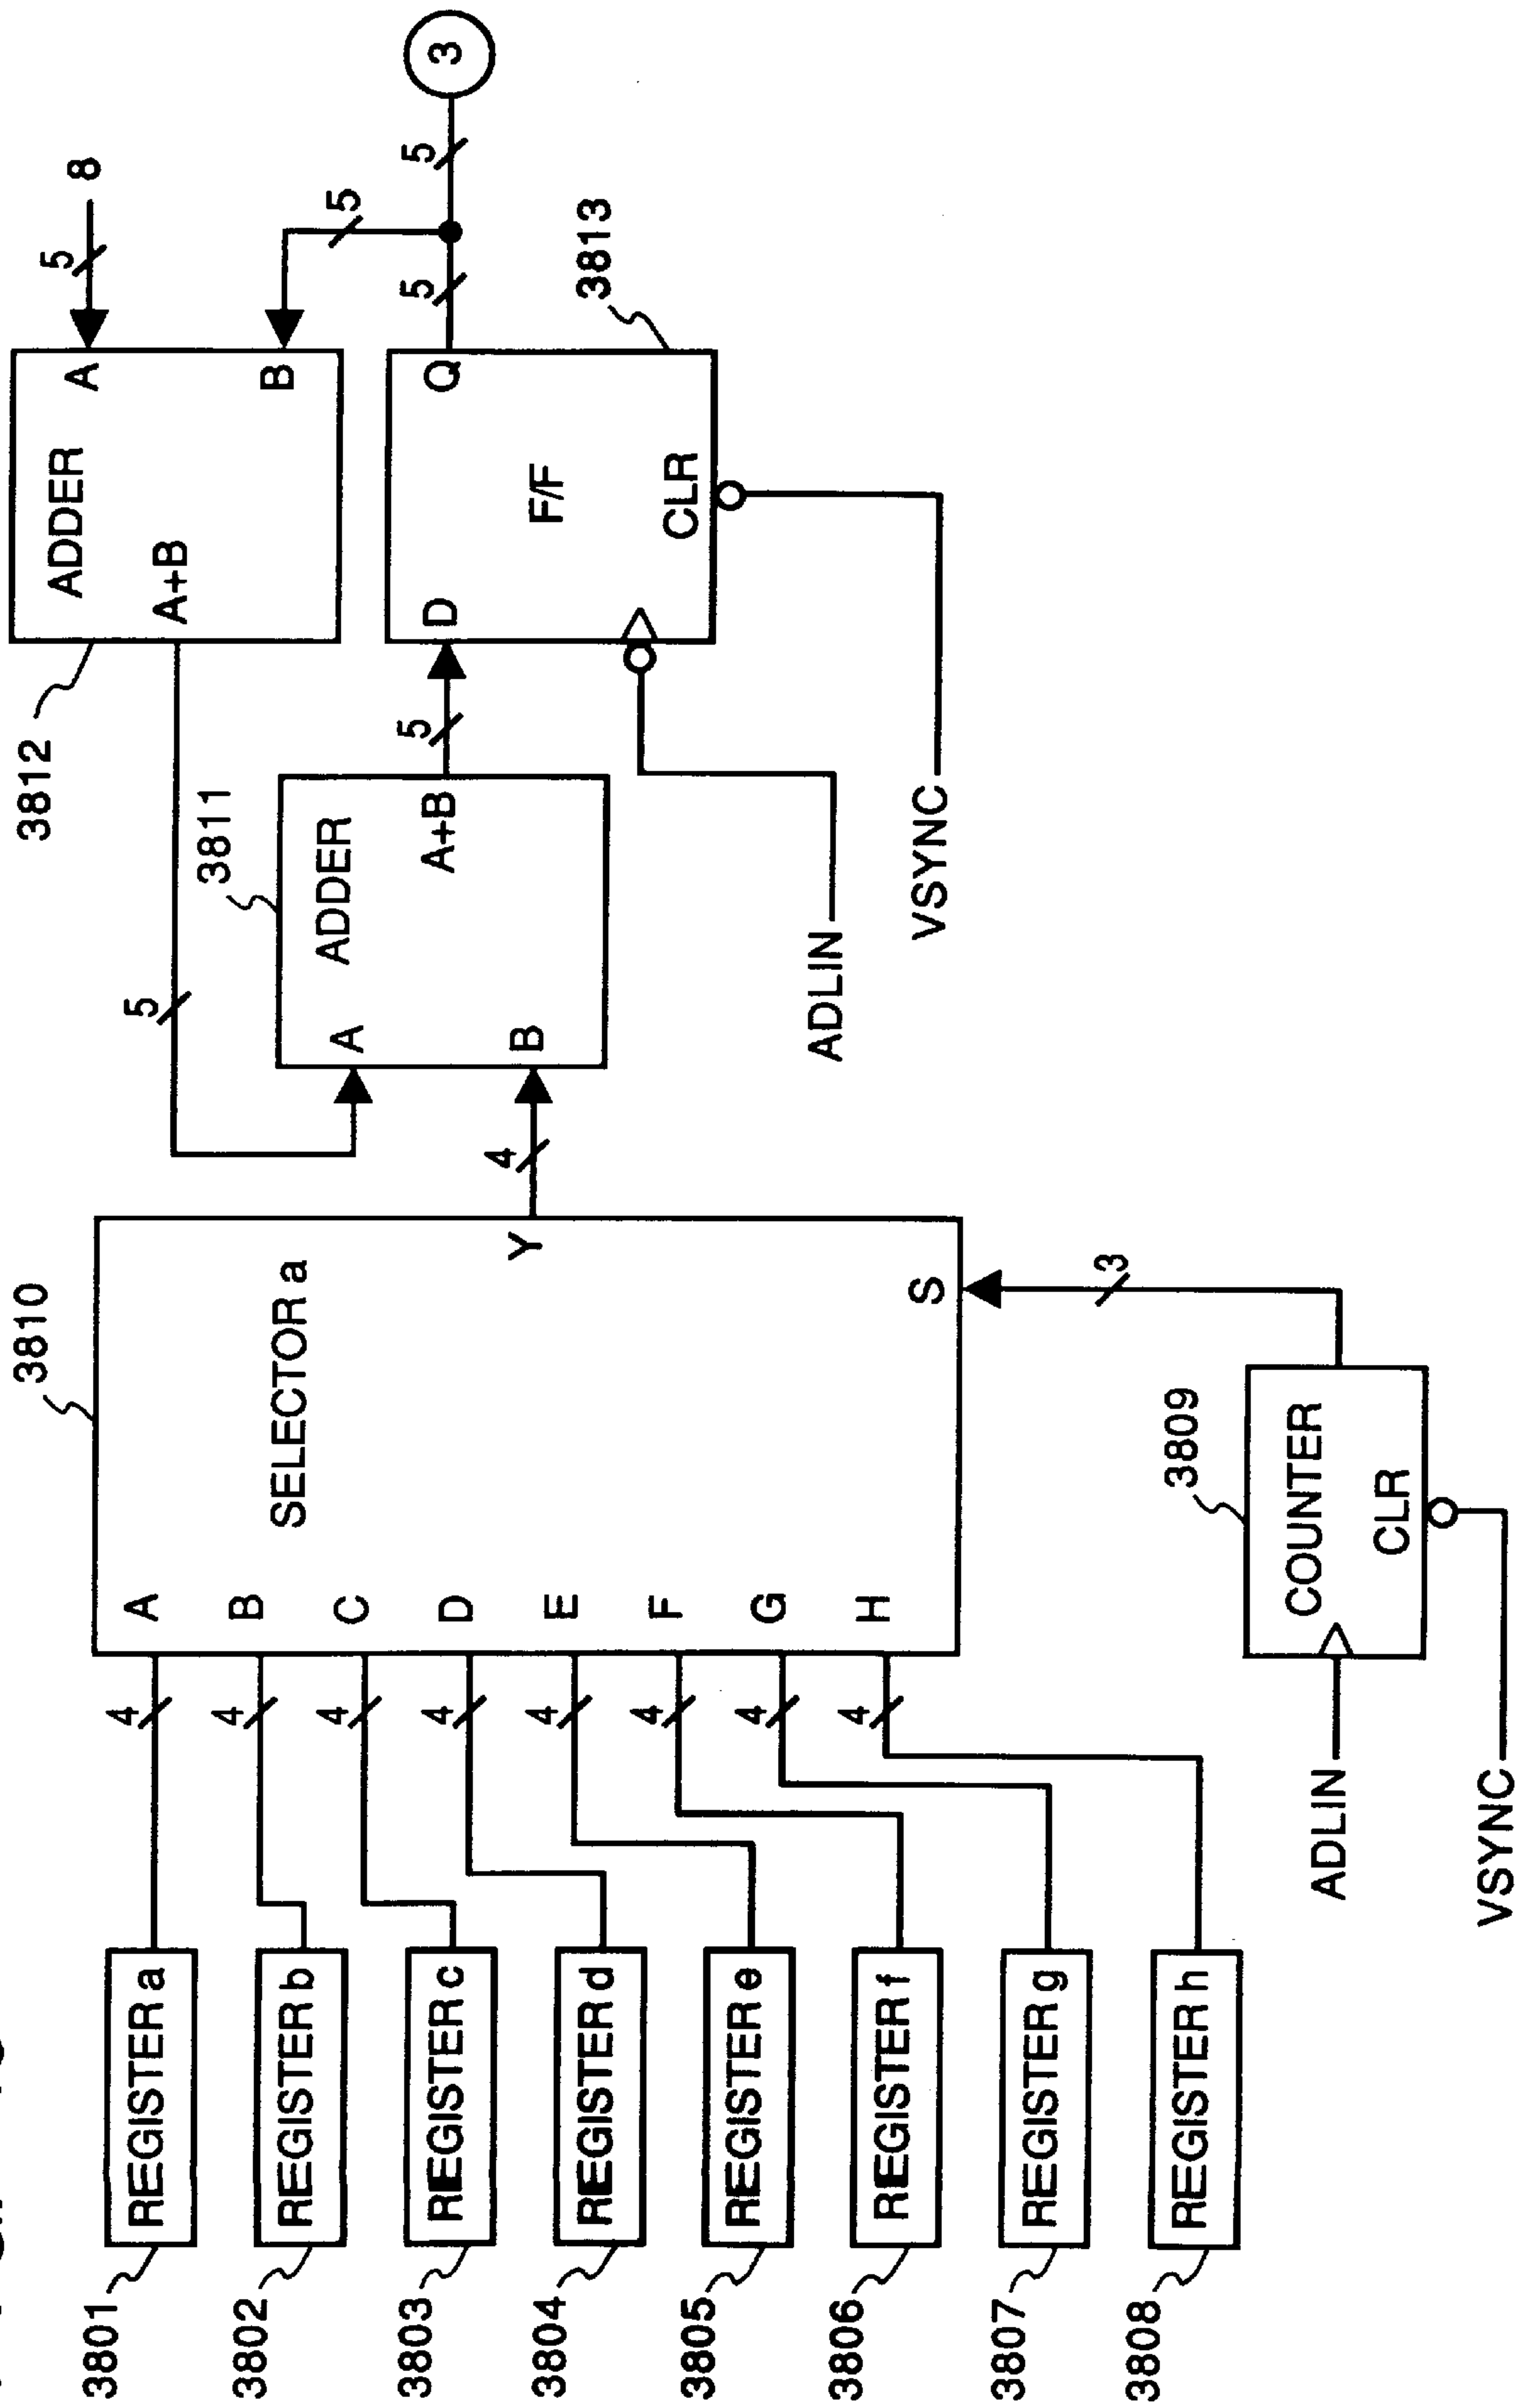 3801
REGISTER a
4
A
3802
REGISTER b
4
B
3803
REGISTER c
4
C
3804
REGISTER d
4
D
3805
REGISTER e
4
E
3806
REGISTER f
4
F
3807
REGISTER g
4
G
3808
REGISTER h
4
H
3810
SELECTOR a
Y
S
4
3
3809
COUNTER
CLR
ADLIN
VSYNC
3811
ADDER
A
B
A+B
5
5
3812
ADDER
A+B
A
B
5
8
5
3813
D
F/F
Q
CLR
5
5
3
ADLIN
VSYNC